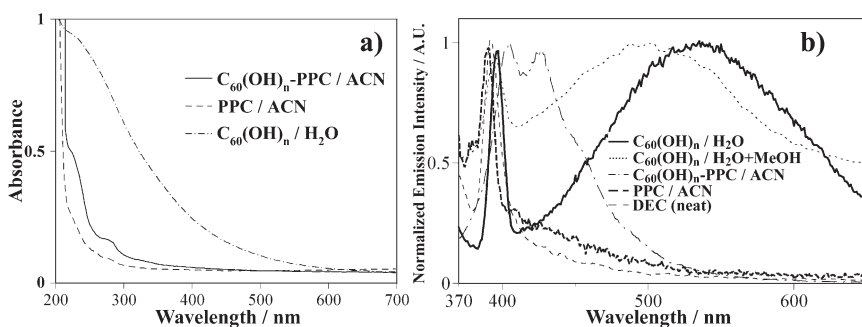 a)
C60(OH)n-PPC / ACN
PPC / ACN
C60(OH)n / H2O
Absorbance
1
0.5
0
200 300 400 500 600 700
Wavelength / nm
b)
C60(OH)n / H2O
C60(OH)n / H2O+MeOH
C60(OH)n-PPC / ACN
PPC / ACN
DEC (neat)
Normalized Emission Intensity / A.U.
1
0.5
0
370 400 500 600
Wavelength / nm